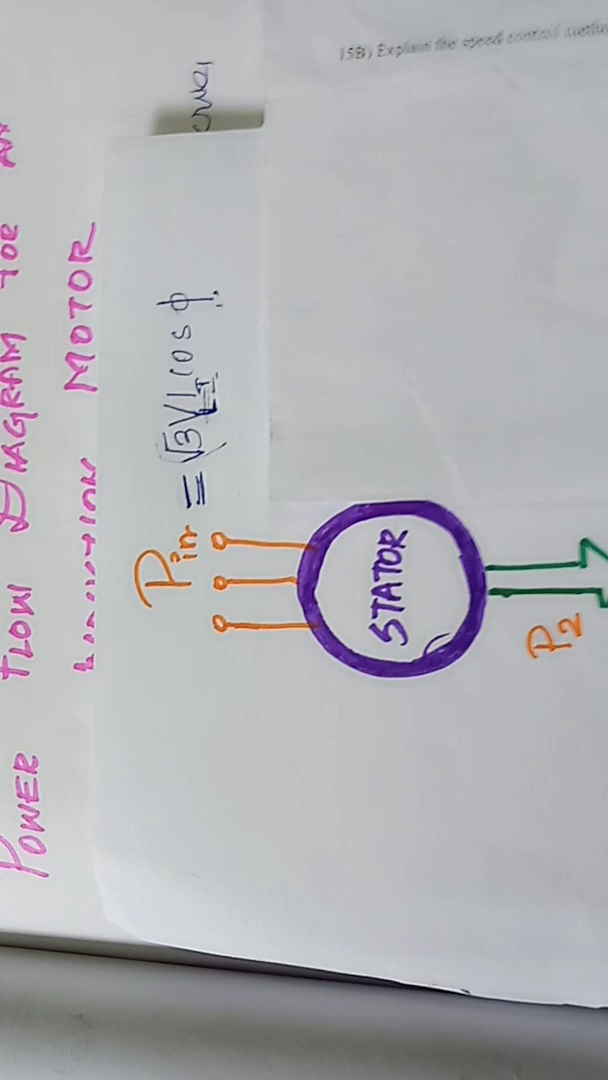 POWER FLOW DIAGRAM FOR AN
MOTOR
Pin = √3 VL IL cos φ
STATOR
P2
15B) Explain the speed control